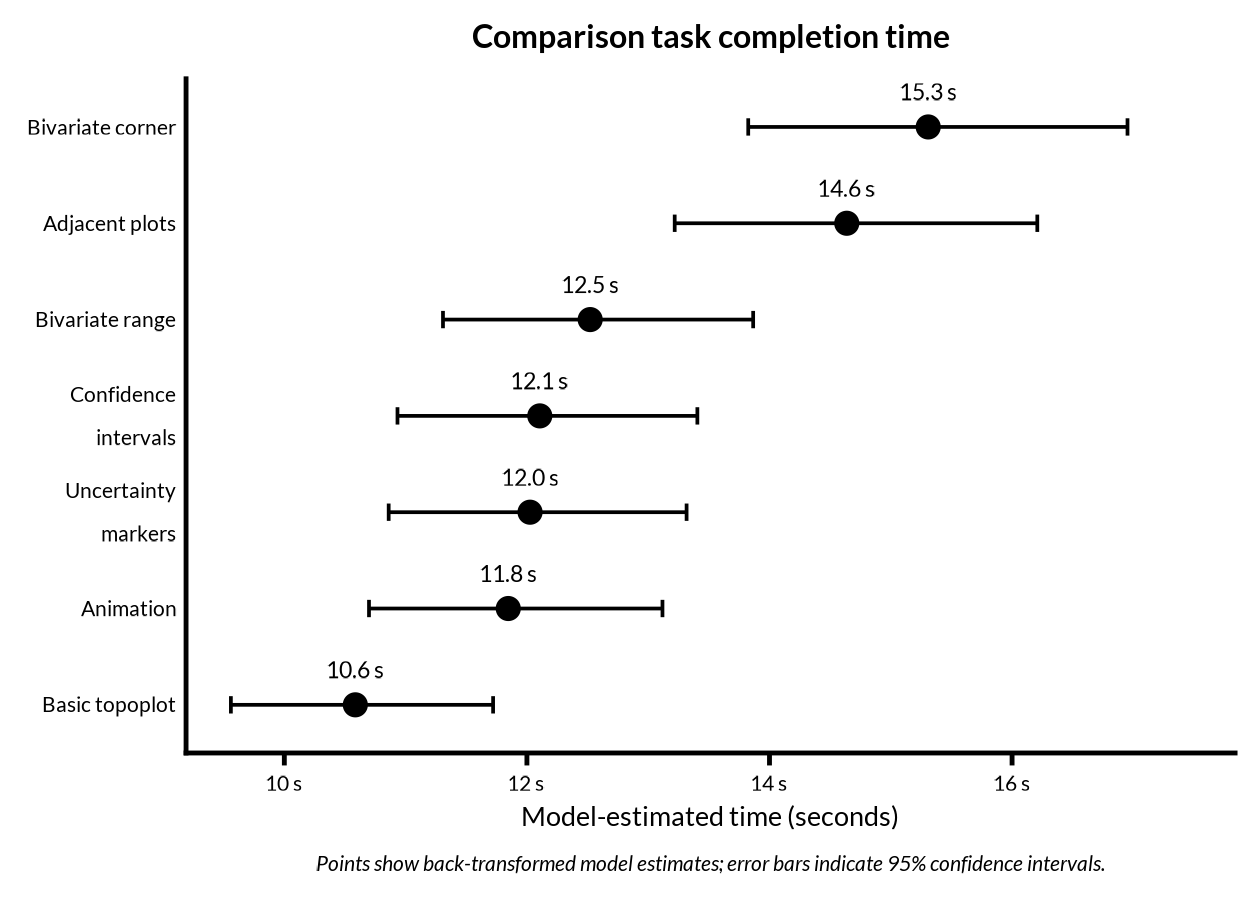 Comparison task completion time
15.3 s
Bivariate corner
14.6 s
Adjacent plots
12.5 s
Bivariate range
12.1 s
Confidence
intervals
12.0 s
Uncertainty
markers
11.8 s
Animation
10.6 s
Basic topoplot
10 s
12 s
14 s
16 s
Model-estimated time (seconds)
Points show back-transformed model estimates; error bars indicate 95% confidence intervals.